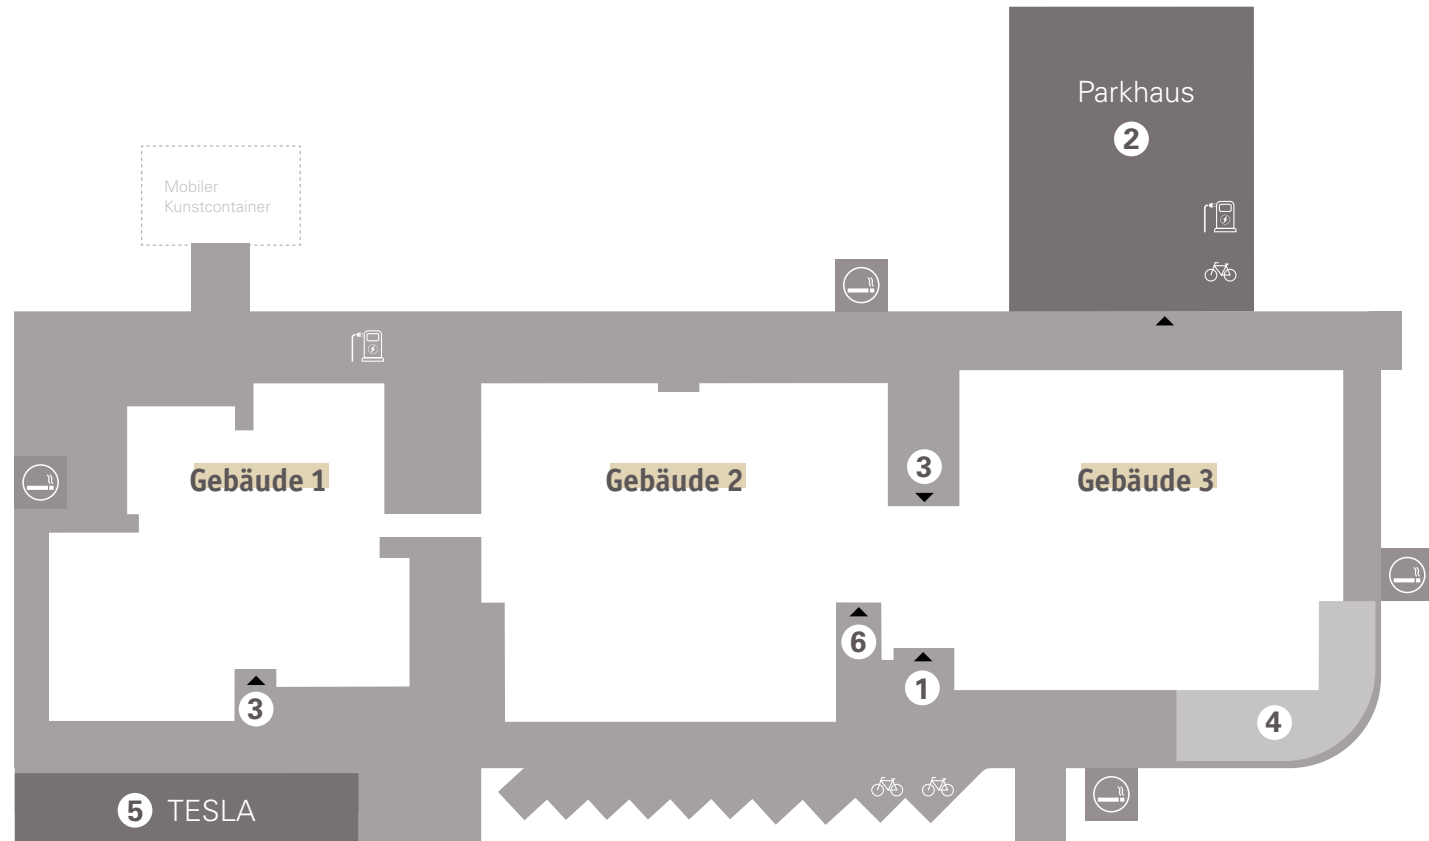 Parkhaus
2
Mobiler
Kunstcontainer
Gebäude 1
Gebäude 2
3
Gebäude 3
6
1
3
4
5 TESLA